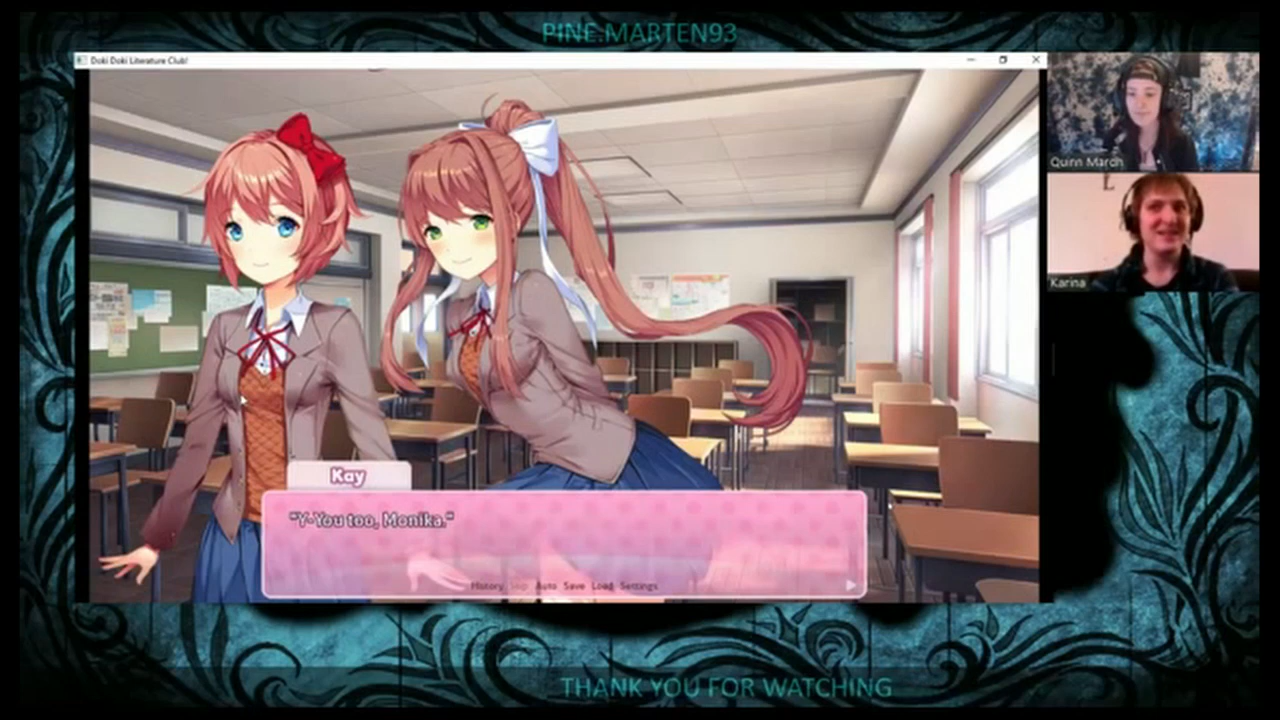 PINE.MARTEN93
Doki Doki Literature Club!
Quinn March
Karina
Kay
"Y-You too, Monika."
History Skip Auto Save Load Settings
THANK YOU FOR WATCHING